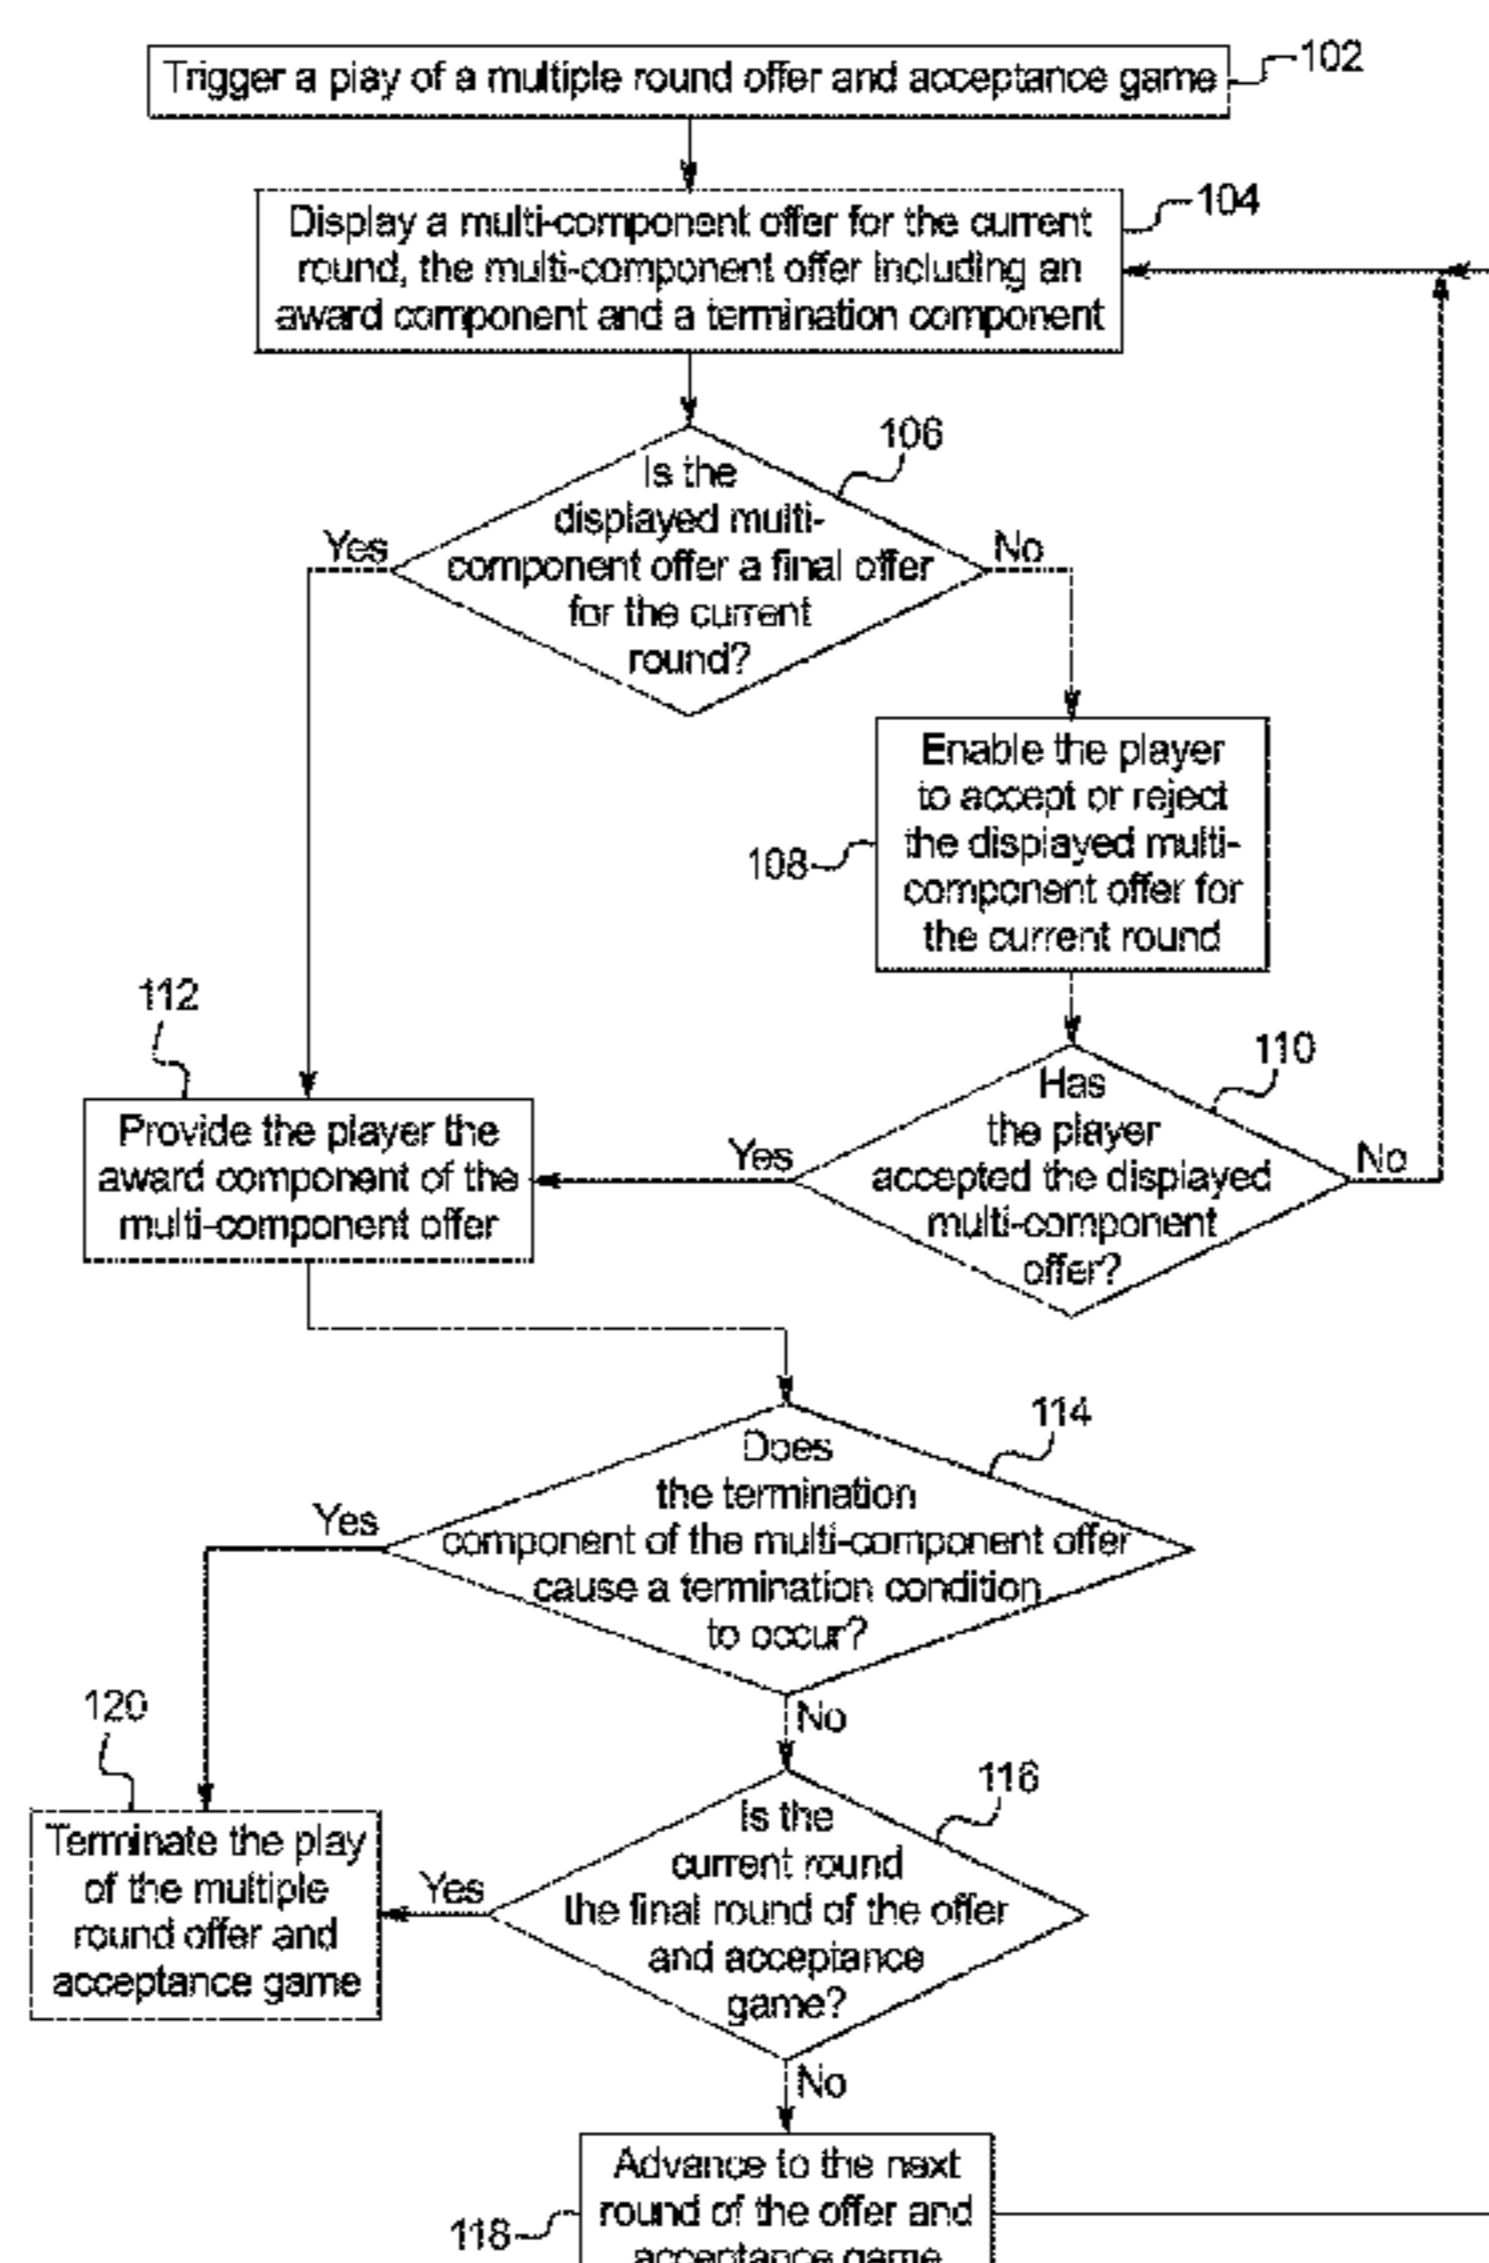 Trigger a play of a multiple round offer and acceptance game
102
Display a multi-component offer for the current
round, the multi-component offer including an
award component and a termination component
104
106
Is the
displayed multi-
component offer a final offer
for the current
round?
Yes
No
Enable the player
to accept or reject
the displayed multi-
component offer for
the current round
108
110
Has
the player
accepted the displayed
multi-component
offer?
Yes
No
112
Provide the player the
award component of the
multi-component offer
114
Does
the termination
component of the multi-component offer
cause a termination condition
to occur?
Yes
No
120
Terminate the play
of the multiple
round offer and
acceptance game
116
Is the
current round
the final round of the offer
and acceptance
game?
Yes
No
Advance to the next
round of the offer and
acceptance game
118